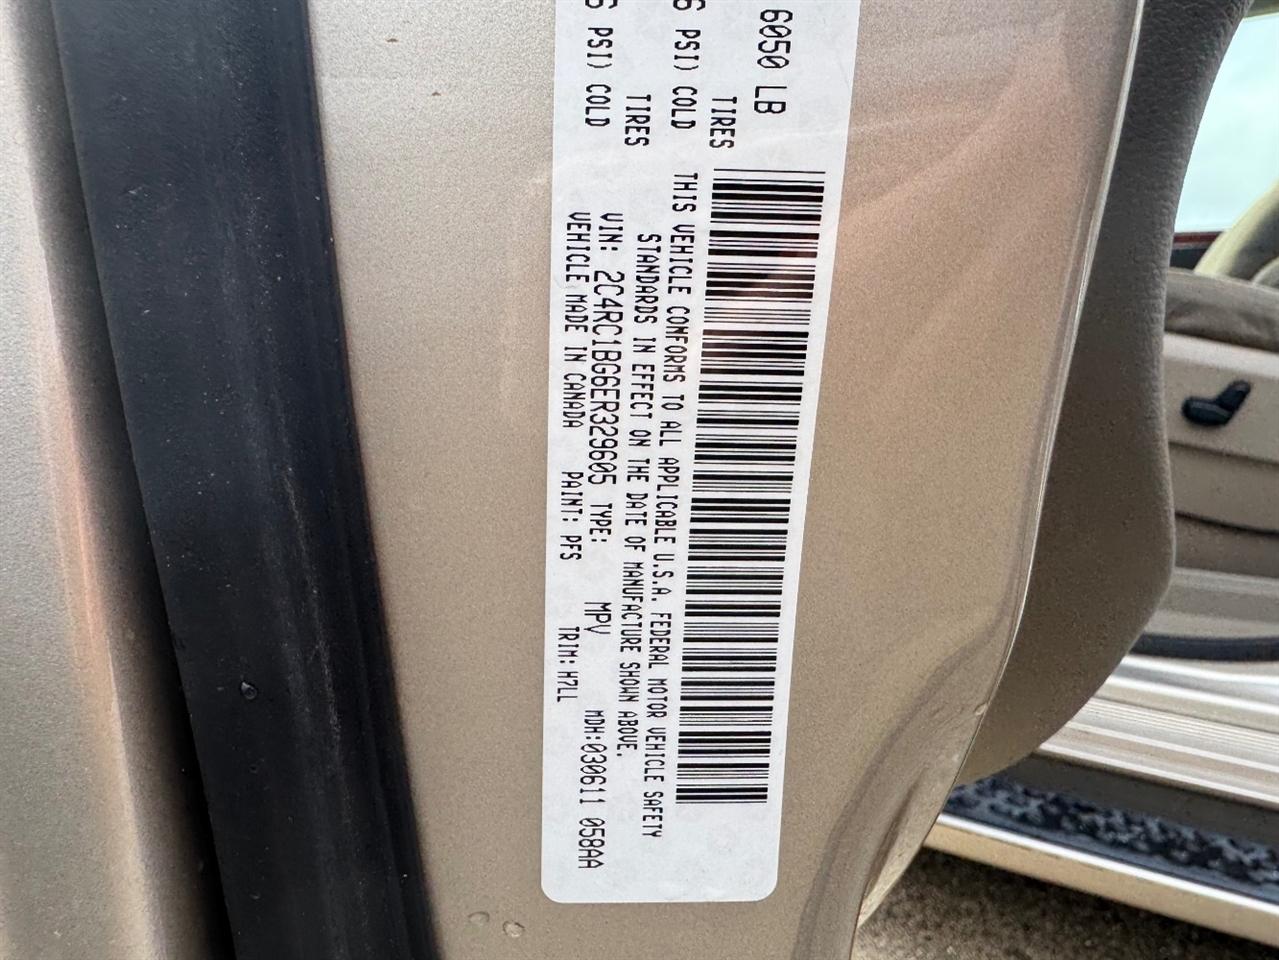 6050 LB
TIRES
6 PSI) COLD
TIRES
6 PSI) COLD
THIS VEHICLE CONFORMS TO ALL APPLICABLE U.S.A. FEDERAL MOTOR VEHICLE SAFETY
STANDARDS IN EFFECT ON THE DATE OF MANUFACTURE SHOWN ABOVE.
VIN: 2C4RC1BG6ER329605 TYPE: MPV MDH:030611 058AA
VEHICLE MADE IN CANADA PAINT: PFS TRIM: H7LL